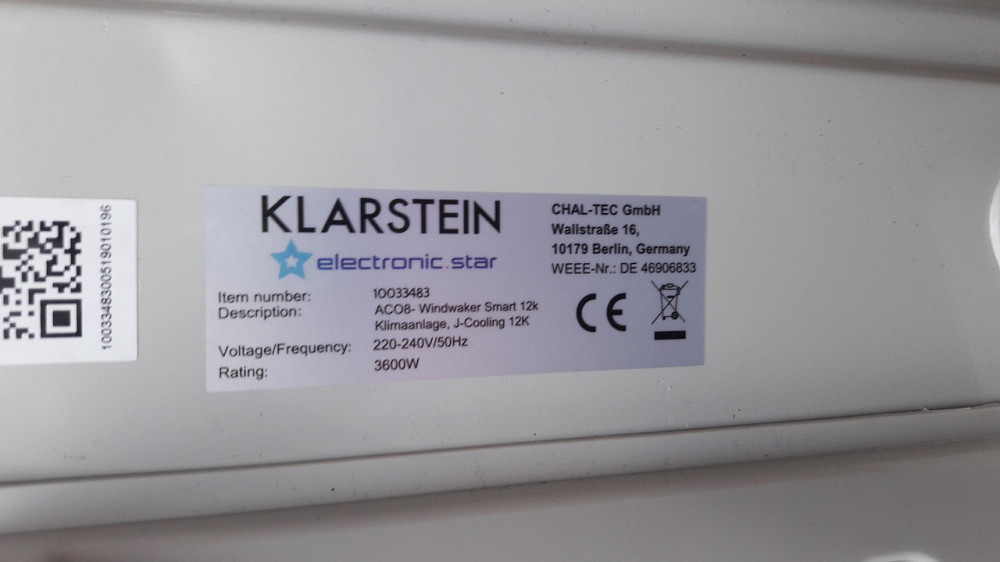 1003348300519010196
KLARSTEIN
electronic.star
Item number: 10033483
Description: ACO8- Windwaker Smart 12k
Klimaanlage, J-Cooling 12K
Voltage/Frequency: 220-240V/50Hz
Rating: 3600W
CHAL-TEC GmbH
Wallstraße 16,
10179 Berlin, Germany
WEEE-Nr.: DE 46906833
CE